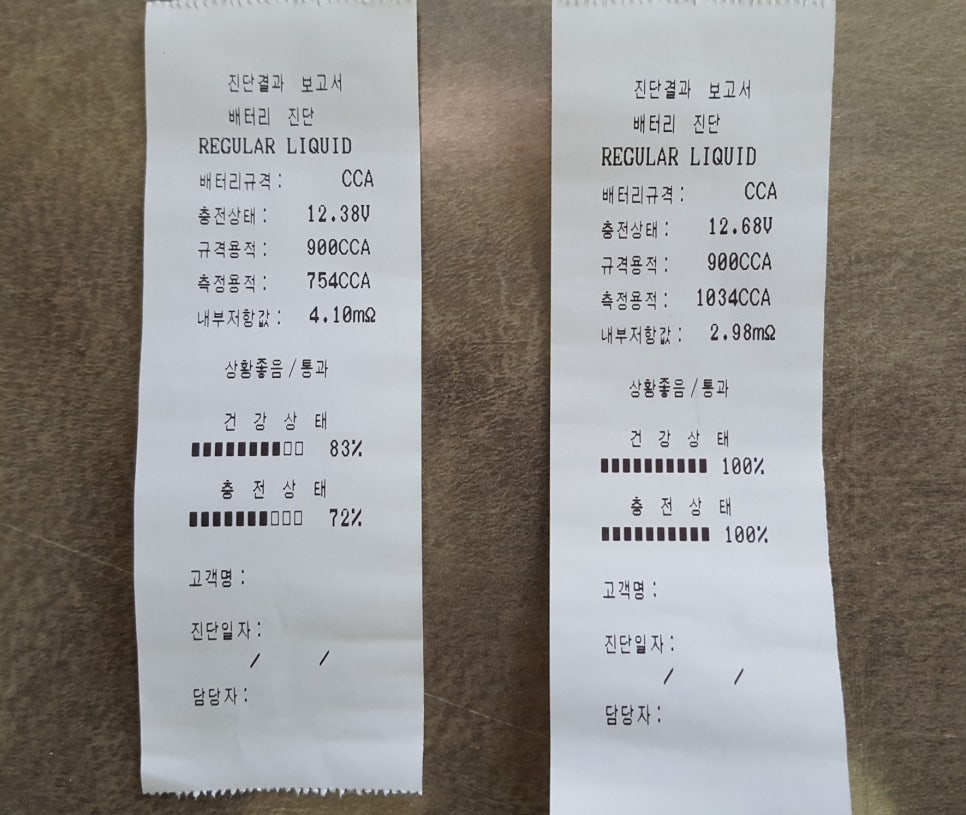 진단결과 보고서
배터리 진단
REGULAR LIQUID
배터리규격: CCA
충전상태: 12.38V
규격용적: 900CCA
측정용적: 754CCA
내부저항값: 4.10mΩ
상황좋음/통과
건 강 상 태
83%
충 전 상 태
72%
고객명:
진단일자:
/ /
담당자:
진단결과 보고서
배터리 진단
REGULAR LIQUID
배터리규격: CCA
충전상태: 12.68V
규격용적: 900CCA
측정용적: 1034CCA
내부저항값: 2.98mΩ
상황좋음/통과
건 강 상 태
100%
충 전 상 태
100%
고객명:
진단일자:
/ /
담당자: